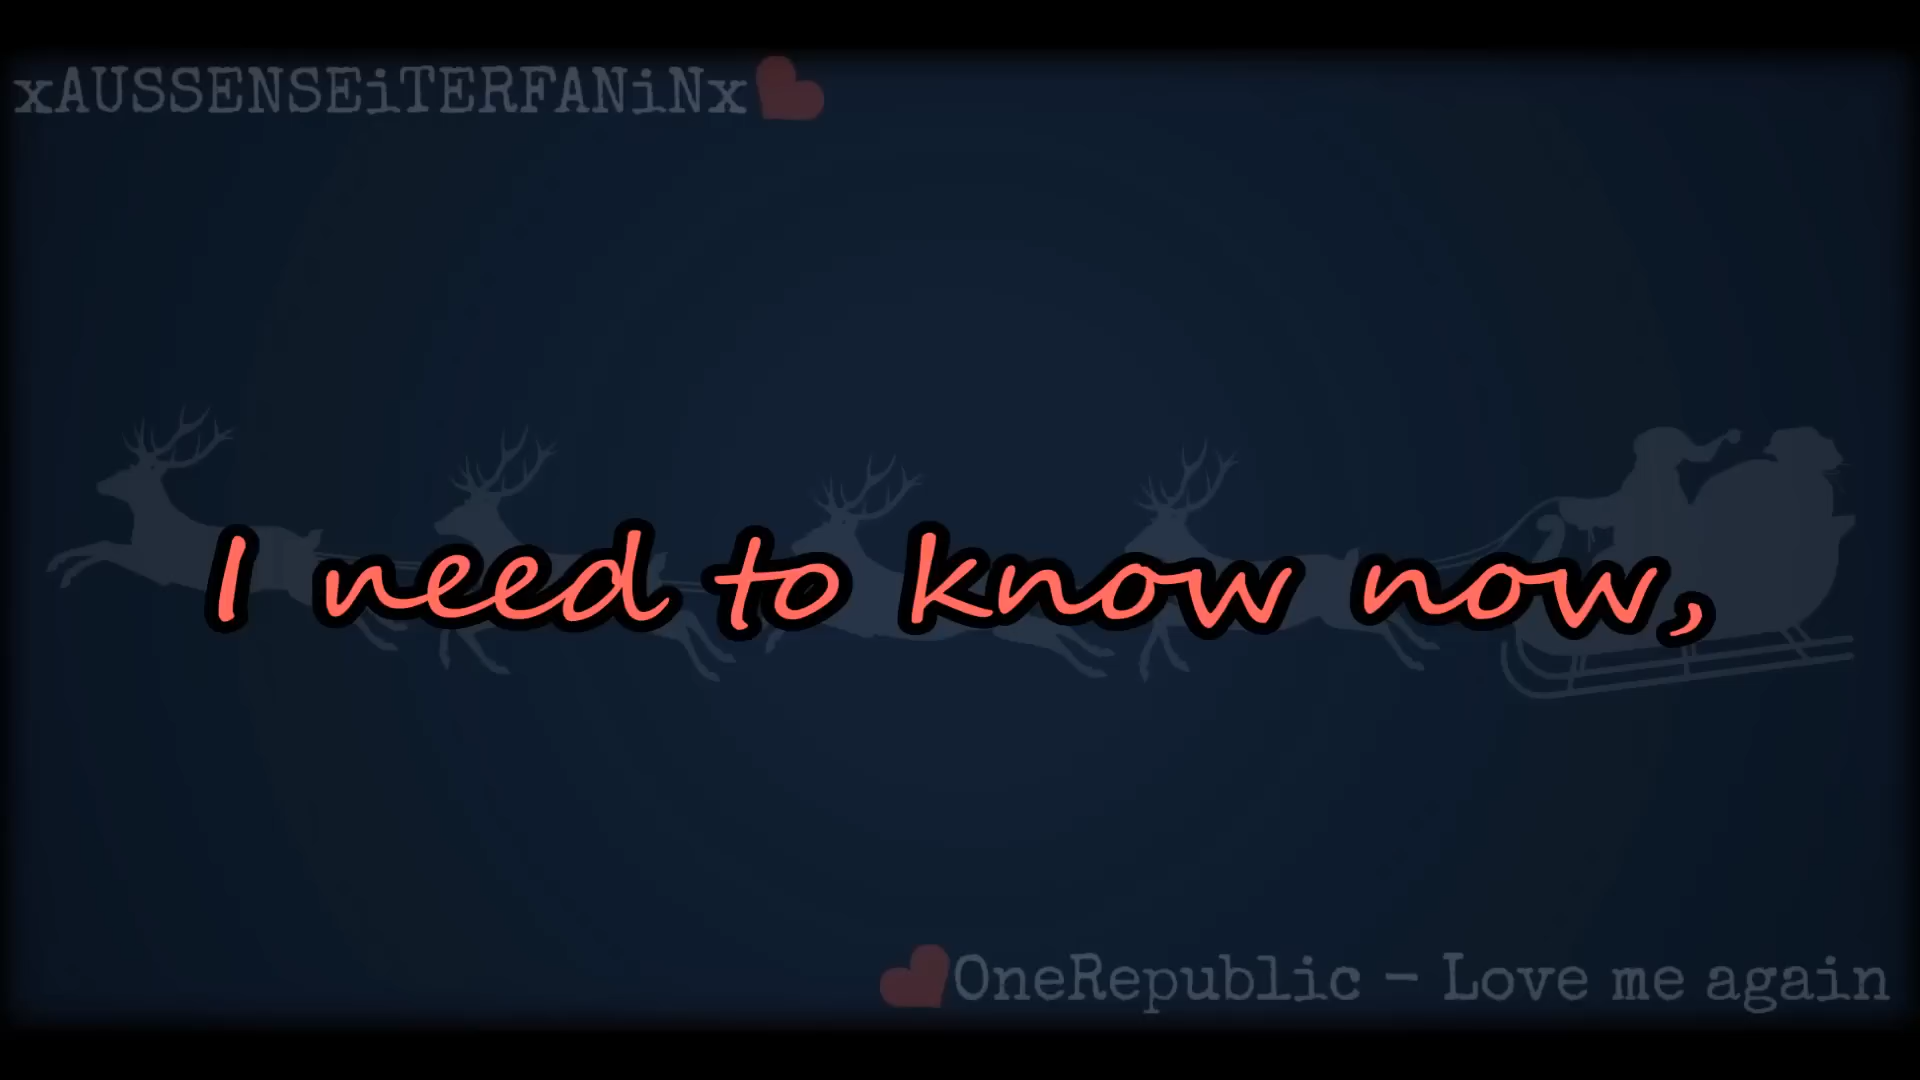 xAUSSENSEiTERFANiNx
I need to know now,
OneRepublic - Love me again